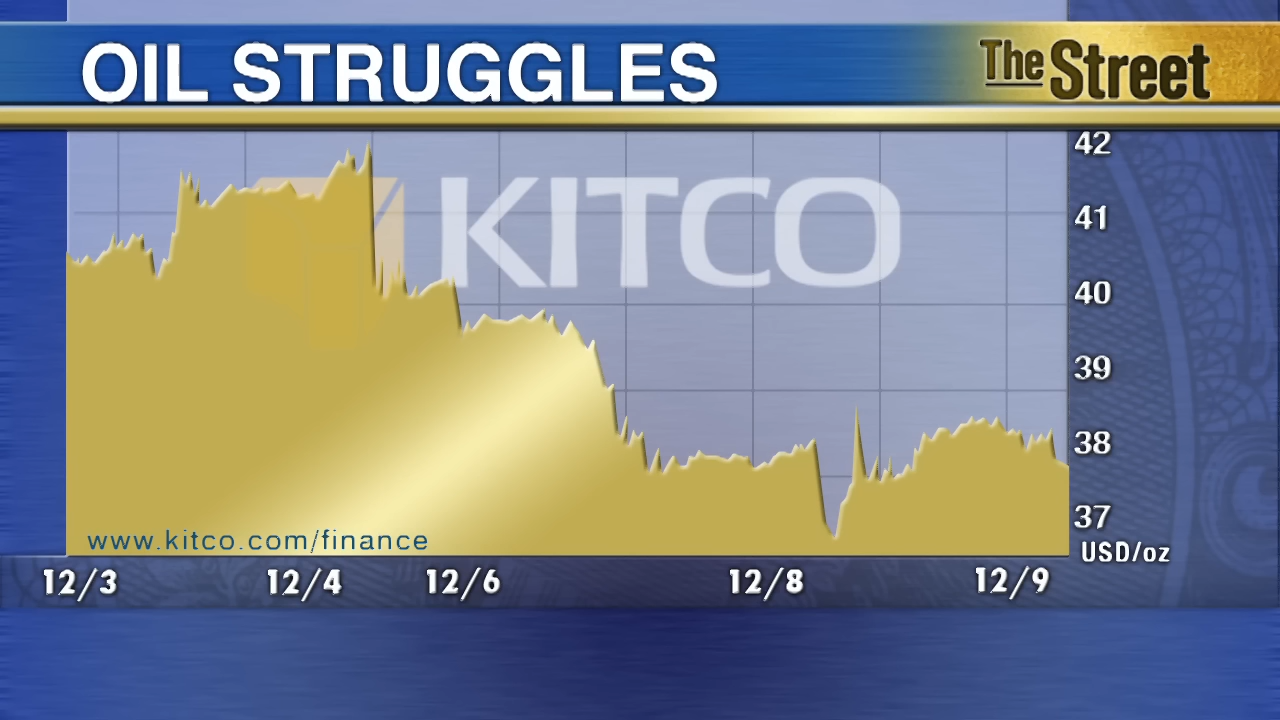 OIL STRUGGLES
The Street
KITCO
42
41
40
39
38
37
USD/oz
www.kitco.com/finance
12/3 12/4 12/6 12/8 12/9